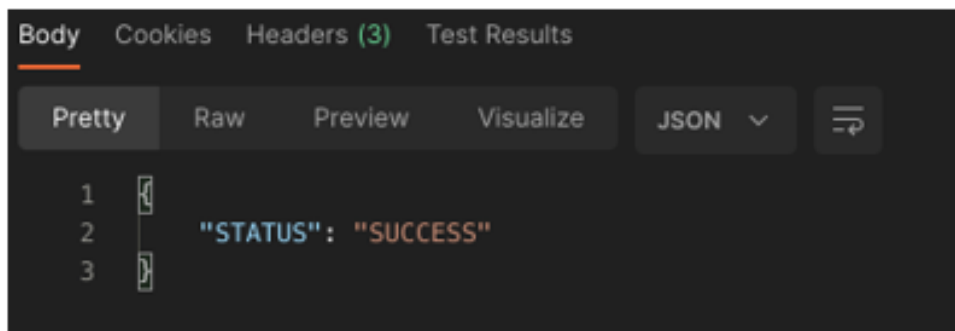 Body Cookies Headers (3) Test Results
Pretty Raw Preview Visualize JSON
1 {
2 "STATUS": "SUCCESS"
3 }